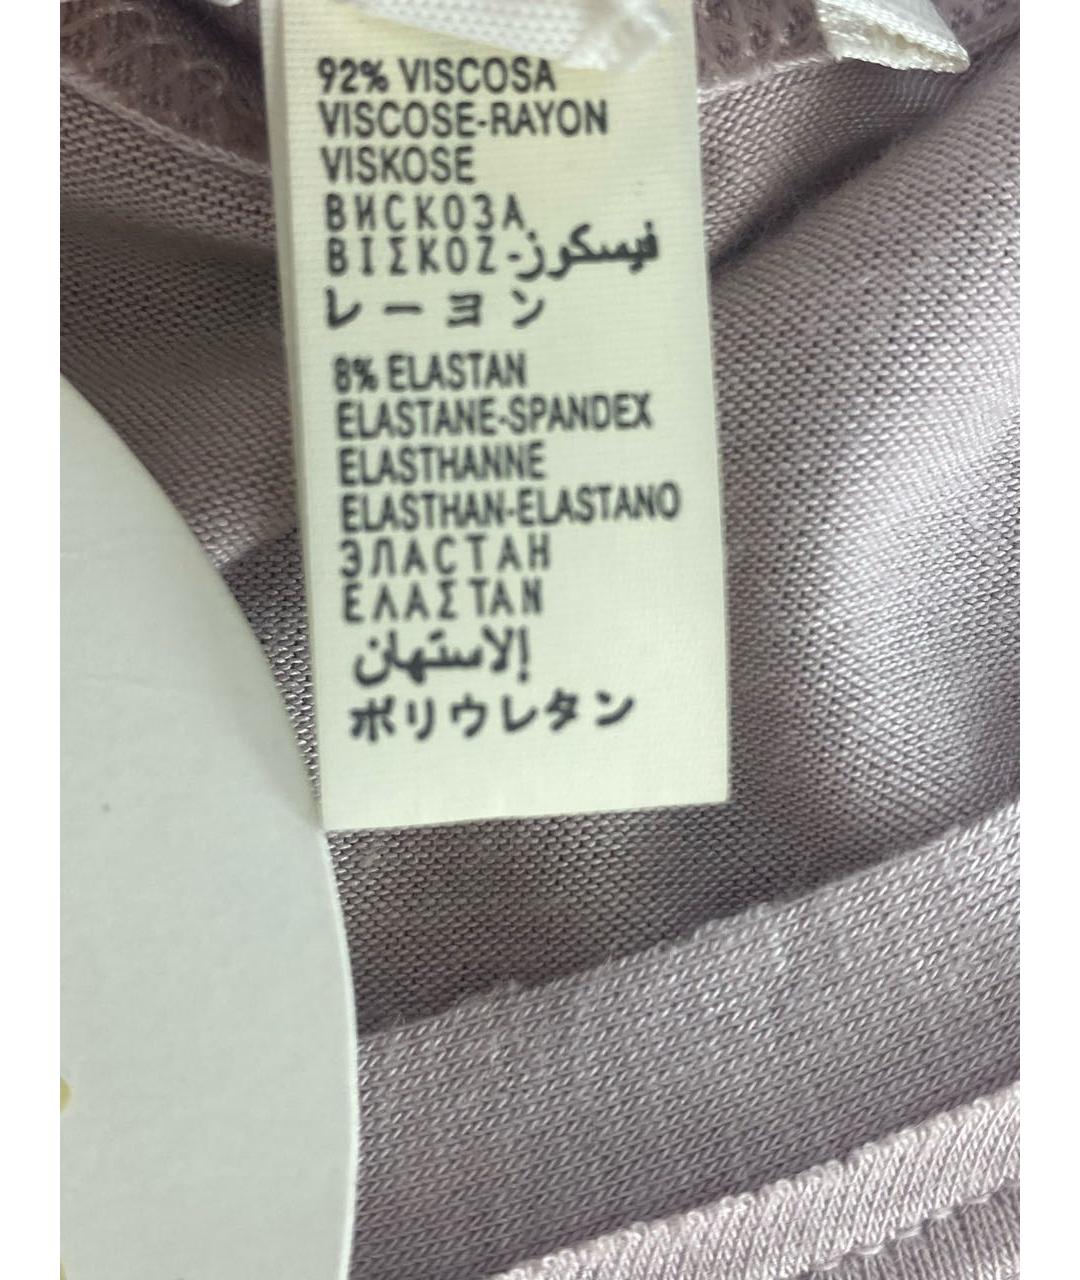 92% VISCOSA
VISCOSE-RAYON
VISKOSE
ВИСКОЗА
ΒΙΣΚΟΖ-فيسكوز
レーヨン
8% ELASTAN
ELASTANE-SPANDEX
ELASTHANNE
ELASTHAN-ELASTANO
ЭЛАСТАН
ΕΛΑΣΤΑΝ
إلاستهان
ポリウレタン